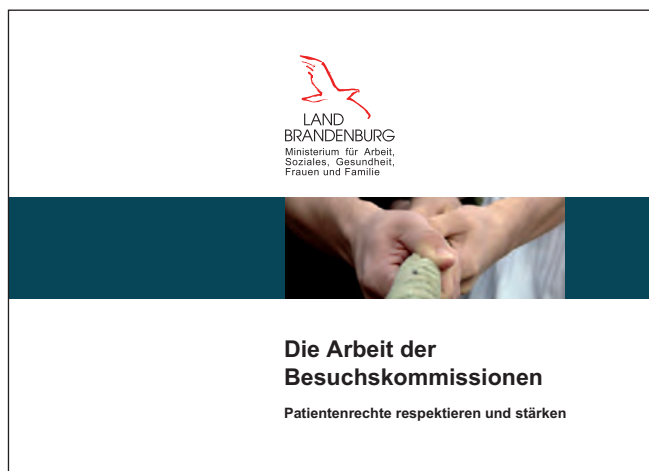 LAND
BRANDENBURG
Ministerium für Arbeit,
Soziales, Gesundheit,
Frauen und Familie
Die Arbeit der
Besuchskommissionen
Patientenrechte respektieren und stärken